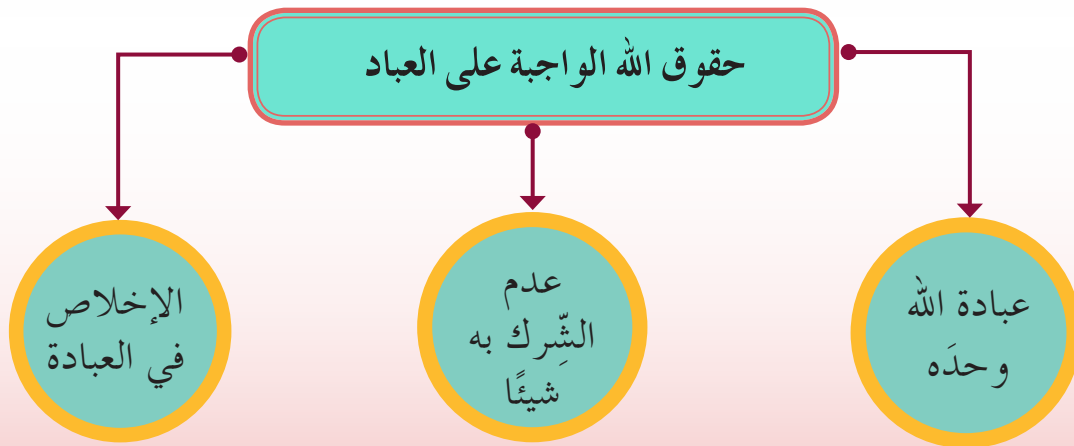 حقوق الله الواجبة على العباد
عبادة الله
وحدَه
عدم
الشِّرك به
شيئًا
الإخلاص
في العبادة